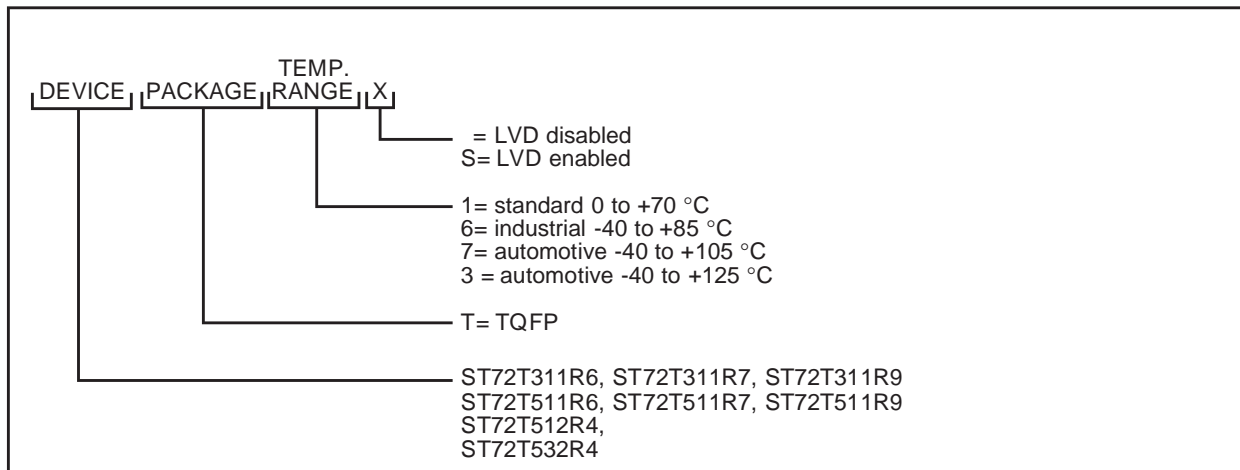 TEMP.
DEVICE PACKAGE RANGE X
= LVD disabled
S= LVD enabled
1= standard 0 to +70 °C
6= industrial -40 to +85 °C
7= automotive -40 to +105 °C
3 = automotive -40 to +125 °C
T= TQFP
ST72T311R6, ST72T311R7, ST72T311R9
ST72T511R6, ST72T511R7, ST72T511R9
ST72T512R4,
ST72T532R4